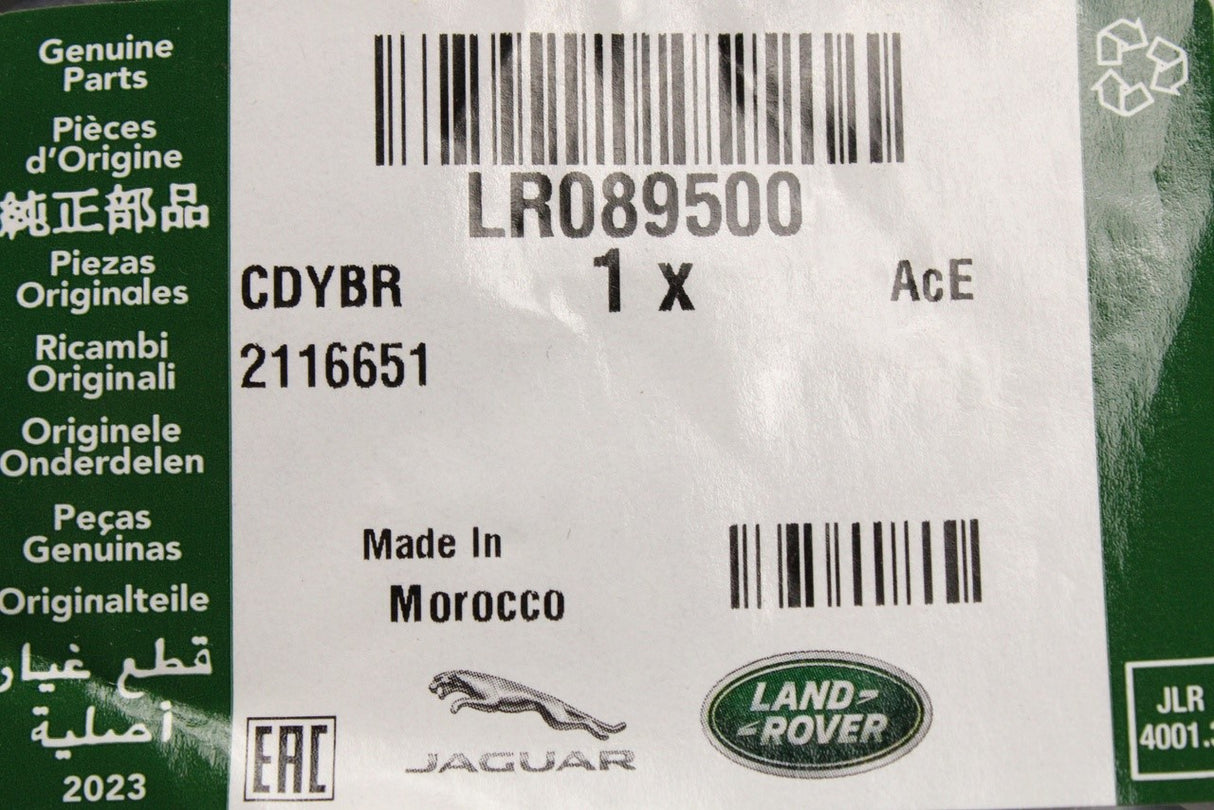 Genuine
Parts
Pièces
d'Origine
純正部品
Piezas
Originales
Ricambi
Originali
Originele
Onderdelen
Peças
Genuinas
Originalteile
قطع غيار
أصلية
2023
LR089500
CDYBR 1 x AcE
2116651
Made In
Morocco
EAC
JAGUAR
LAND-
-ROVER
JLR